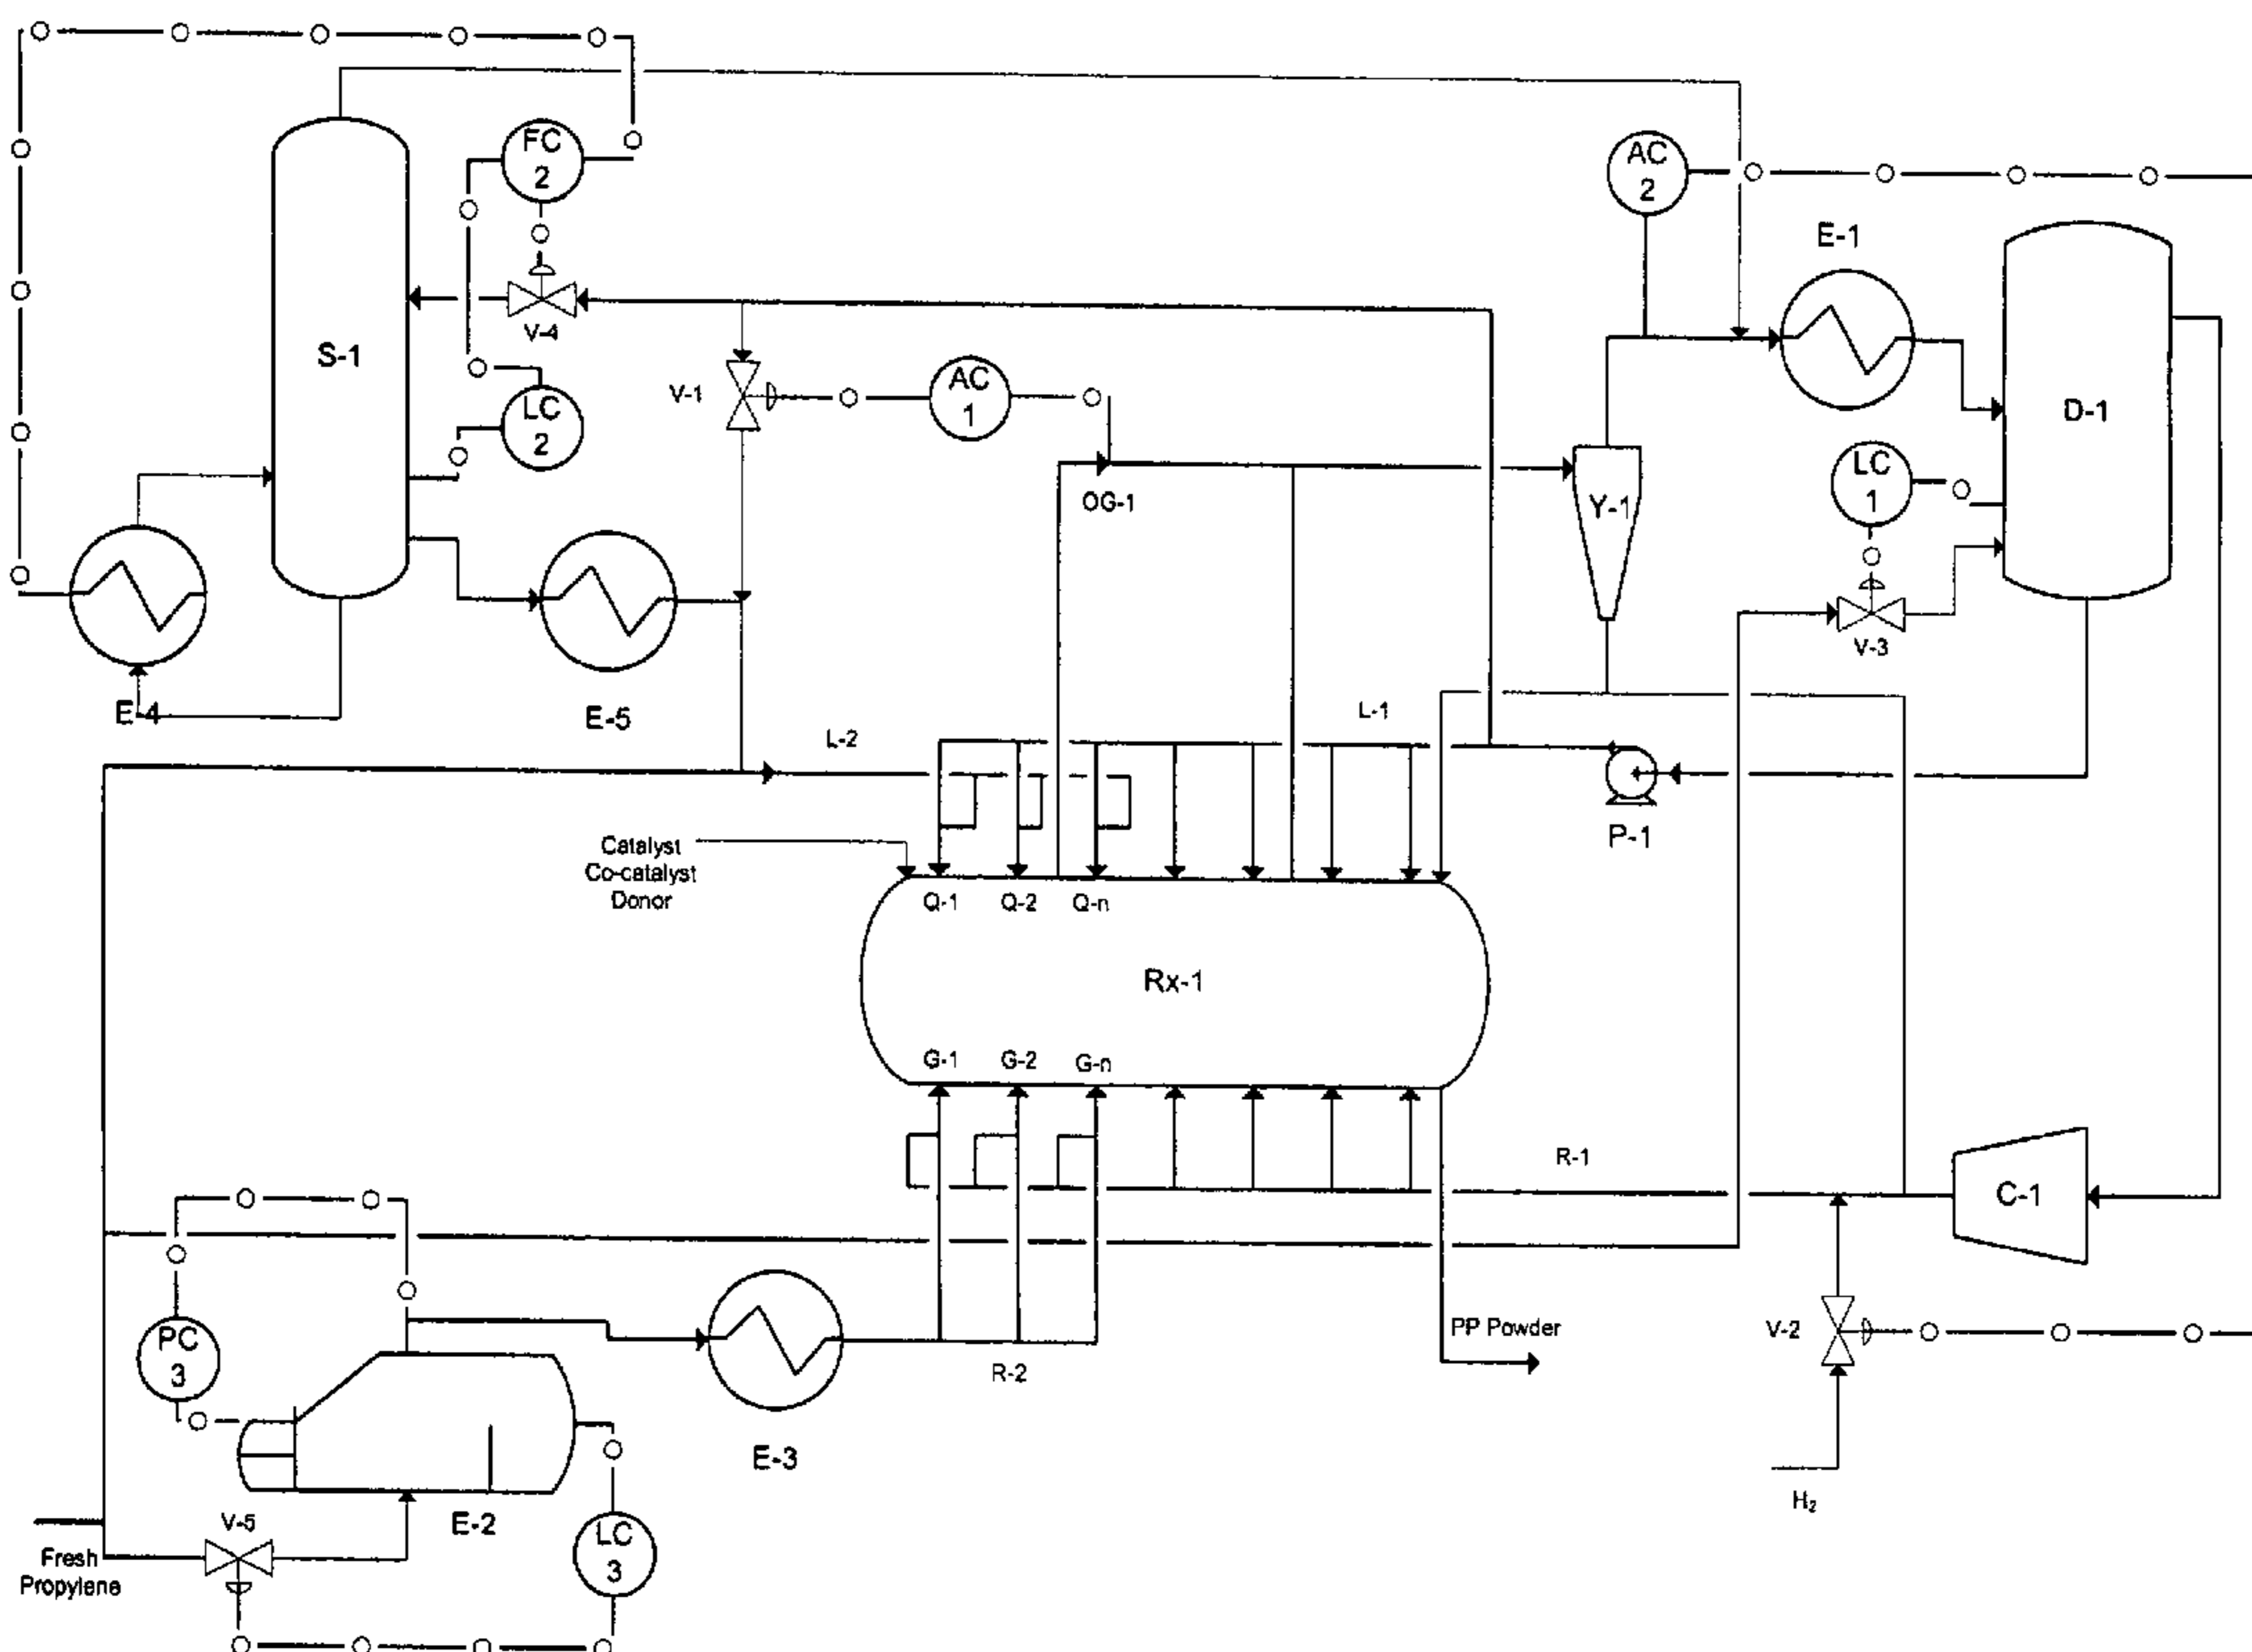 FC
2
AC
2
E-1
V-4
S-1
D-1
V-1
AC
1
LC
2
LC
1
OG-1
Y-1
V-3
E-4
E-5
L-1
L-2
P-1
Catalyst
Co-catalyst
Donor
Q-1
Q-2
Q-n
Rx-1
G-1
G-2
G-n
R-1
C-1
PC
3
PP Powder
V-2
R-2
E-3
H₂
V-5
E-2
LC
3
Fresh
Propylene